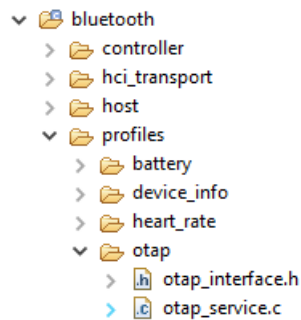 bluetooth
controller
hci_transport
host
profiles
battery
device_info
heart_rate
otap
otap_interface.h
otap_service.c